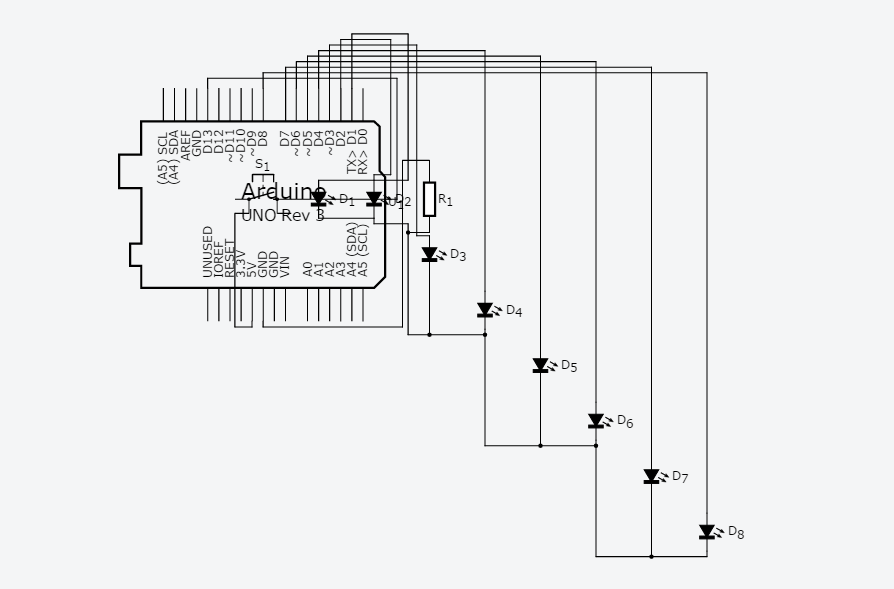 (A5) SCL
(A4) SDA
AREF
GND
D13
D12
~D11
~D10
~D9
D8
D7
~D6
~D5
D4
~D3
D2
TX> D1
RX> D0
S1
Arduino
UNO Rev 3
D1
D2
R1
UNUSED
IOREF
RESET
3.3V
5V
GND
GND
VIN
A0
A1
A2
A3
A4 (SDA)
A5 (SCL)
D3
D4
D5
D6
D7
D8